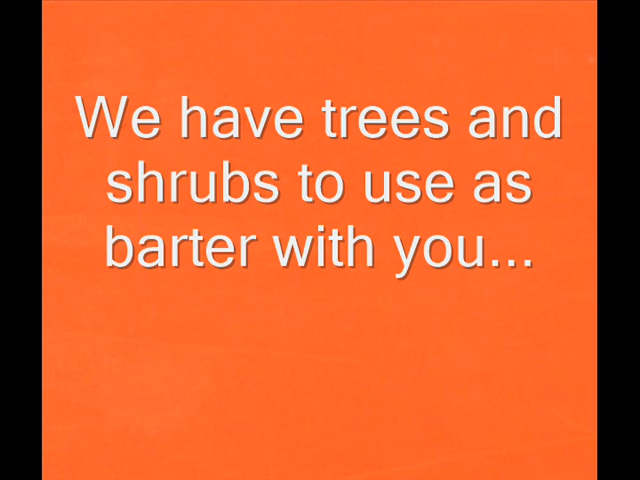 We have trees and
shrubs to use as
barter with you...